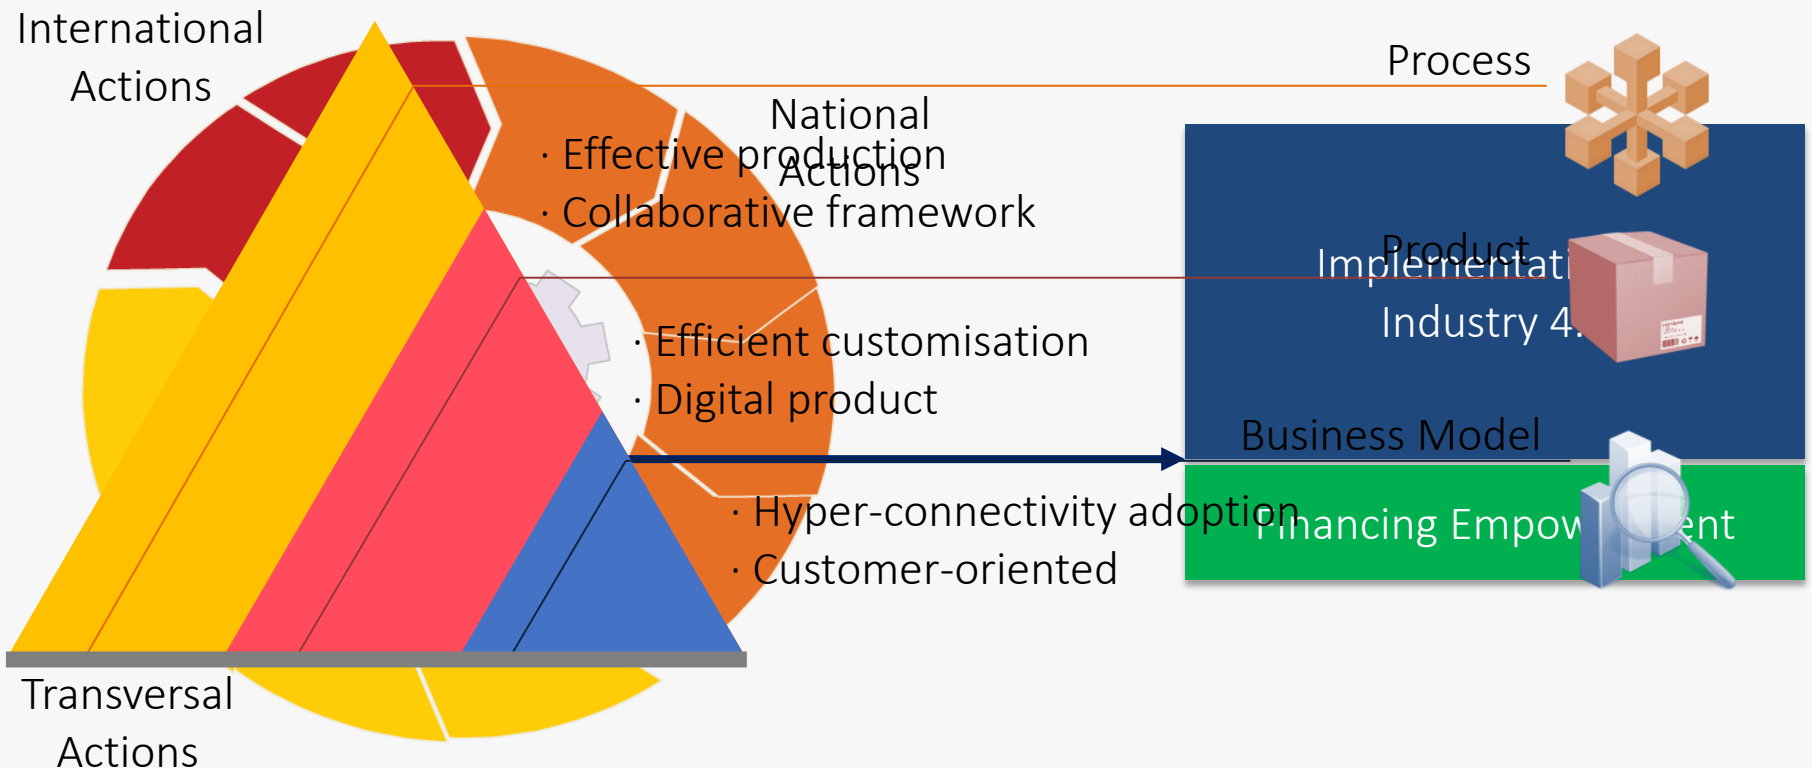 International
Actions
Process
National
Actions
· Effective production
· Collaborative framework
Product
Industry 4.
· Efficient customisation
· Digital product
Business Model
· Hyper-connectivity adoption
· Customer-oriented
Financing
Transversal
Actions